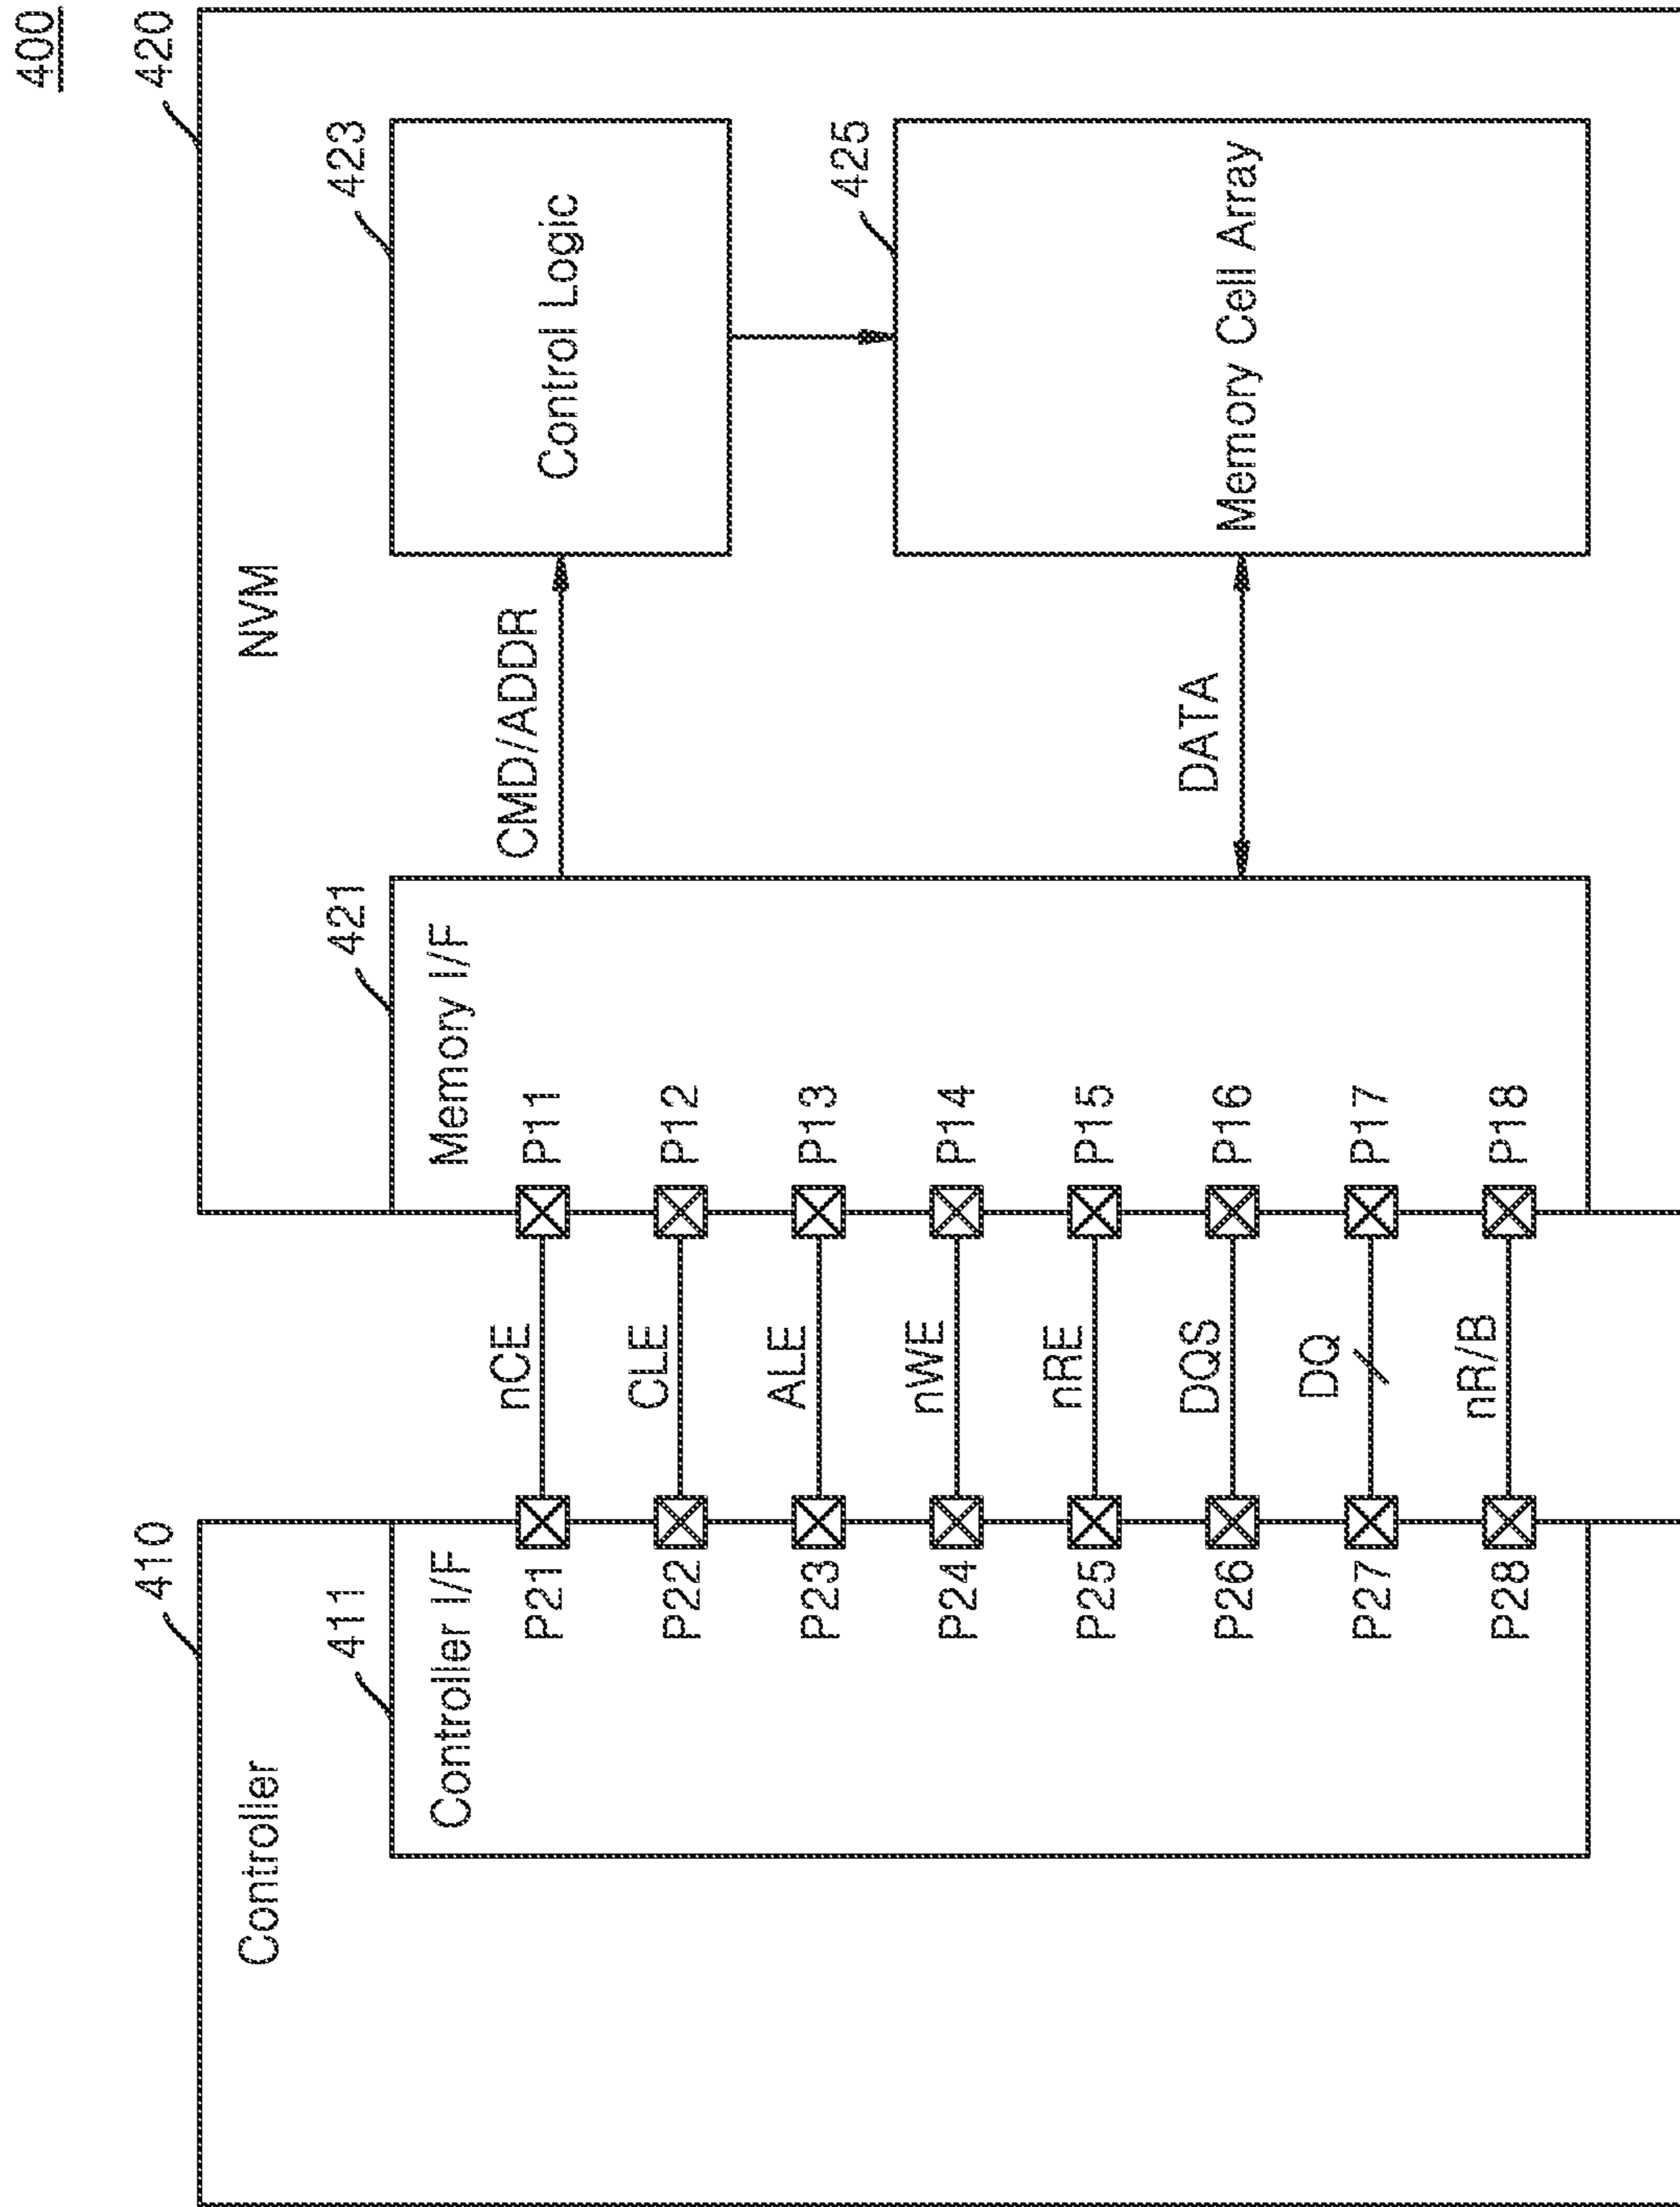 400
410
420
Controller
NVM
411
421
423
Controller I/F
Memory I/F
P21
nCE
P11
CMD/ADDR
Control Logic
P22
CLE
P12
P23
ALE
P13
425
P24
nWE
P14
P25
nRE
P15
P26
DQS
P16
DATA
Memory Cell Array
P27
DQ
P17
P28
nR/B
P18